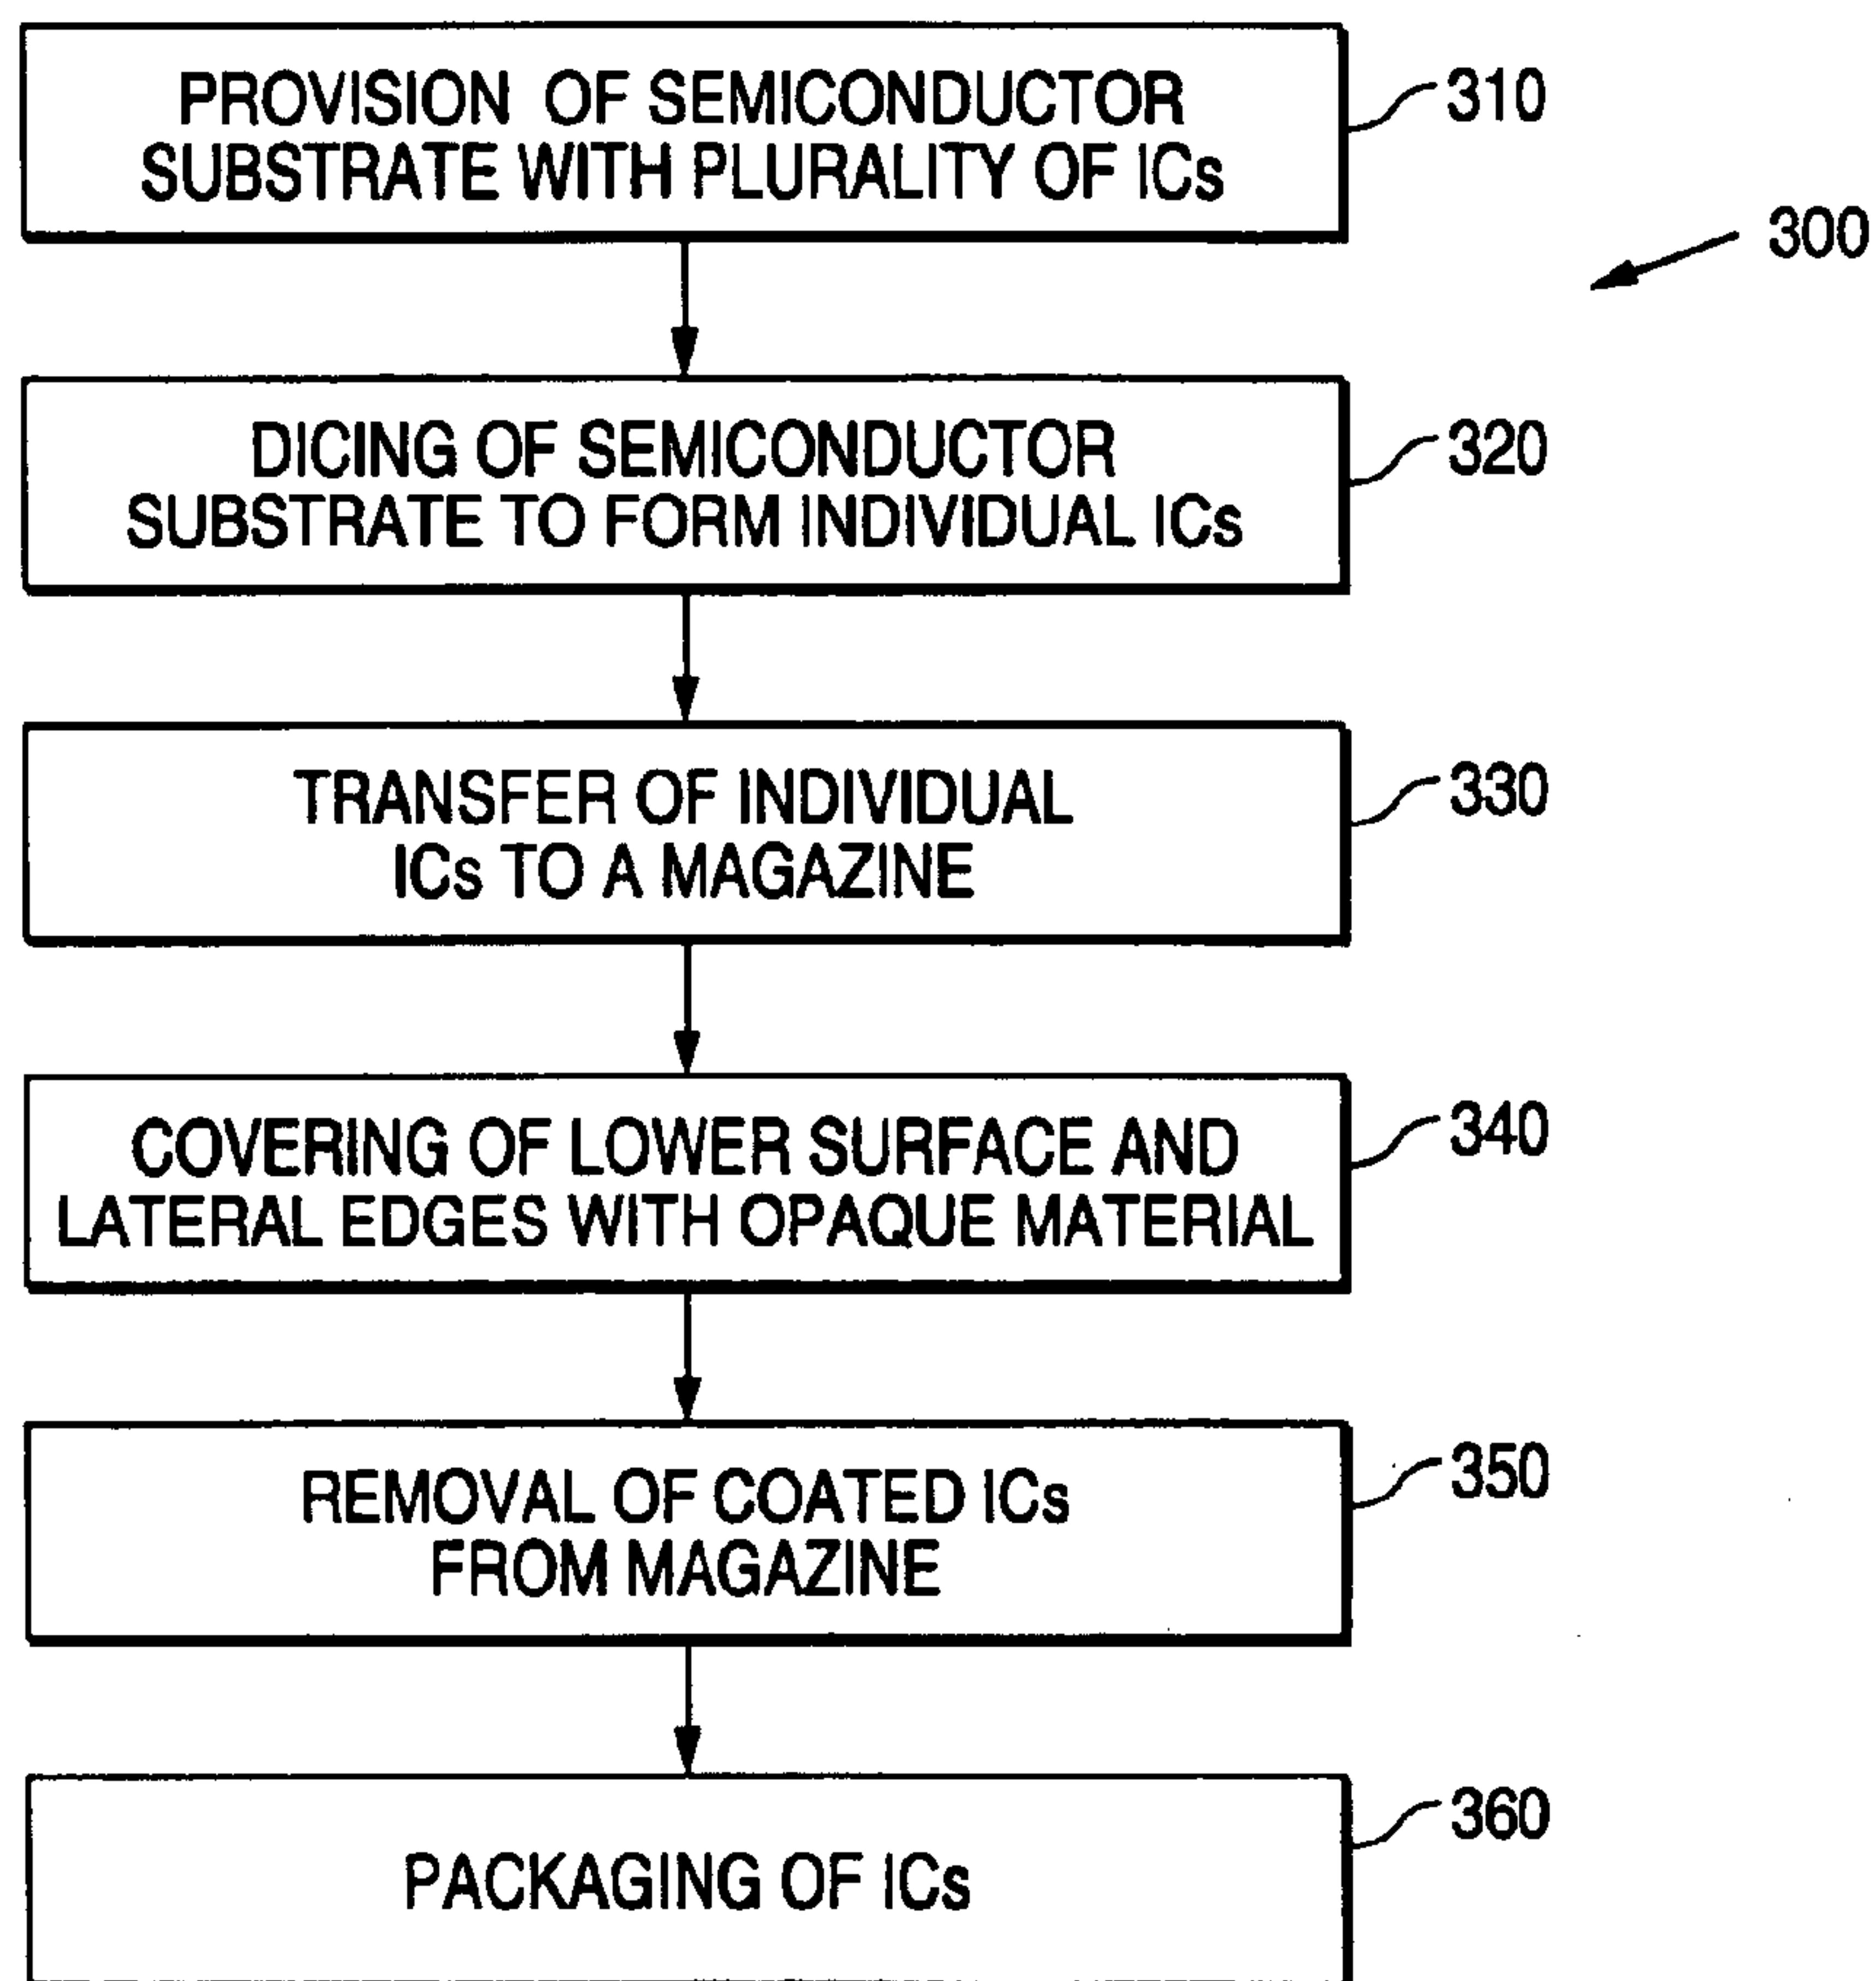 PROVISION OF SEMICONDUCTOR
SUBSTRATE WITH PLURALITY OF ICs
310
300
DICING OF SEMICONDUCTOR
SUBSTRATE TO FORM INDIVIDUAL ICs
320
TRANSFER OF INDIVIDUAL
ICs TO A MAGAZINE
330
COVERING OF LOWER SURFACE AND
LATERAL EDGES WITH OPAQUE MATERIAL
340
REMOVAL OF COATED ICs
FROM MAGAZINE
350
PACKAGING OF ICs
360